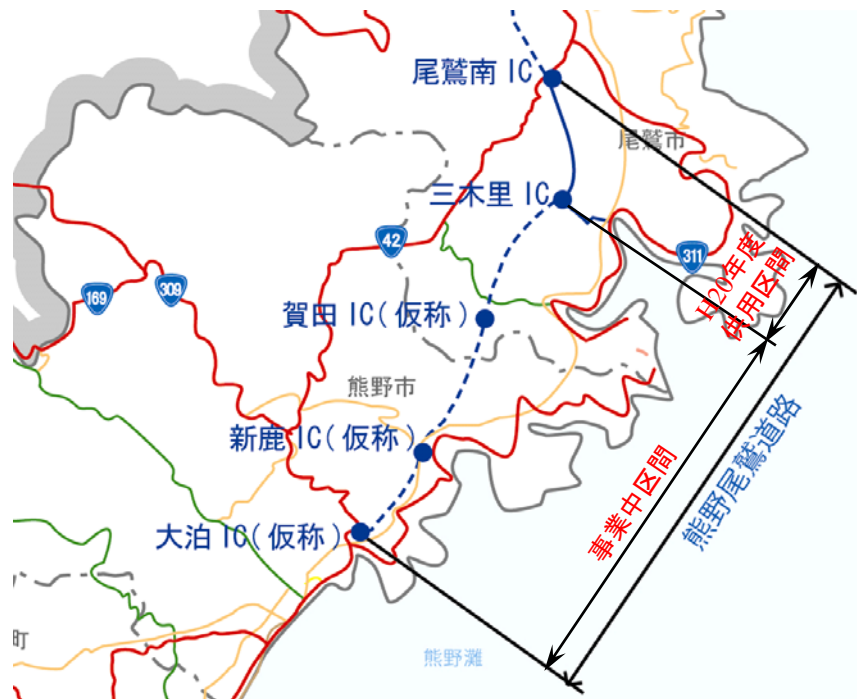 尾鷲南 IC
尾鷲市
三木里 IC
42
311
H20年度
供用区間
169
309
賀田 IC(仮称)
熊野市
新鹿 IC(仮称)
事業中区間
熊野尾鷲道路
大泊 IC(仮称)
町
熊野灘